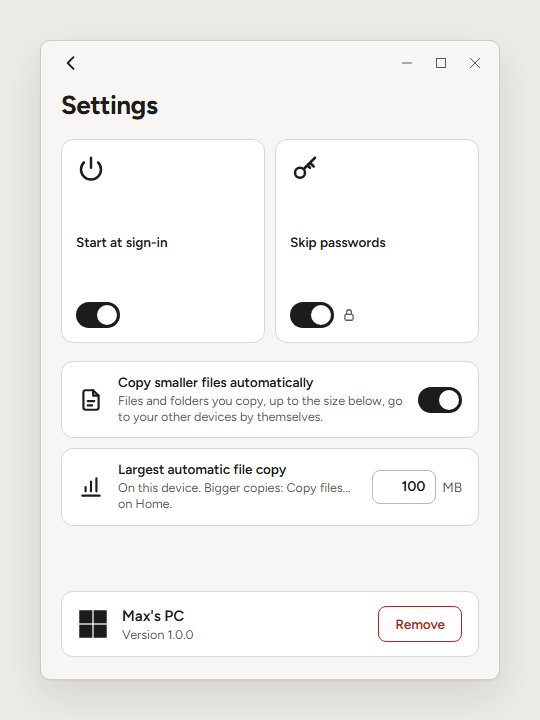 Settings
Start at sign-in
Skip passwords
Copy smaller files automatically
Files and folders you copy, up to the size below, go
to your other devices by themselves.
Largest automatic file copy
On this device. Bigger copies: Copy files...
on Home.
100 MB
Max's PC
Version 1.0.0
Remove